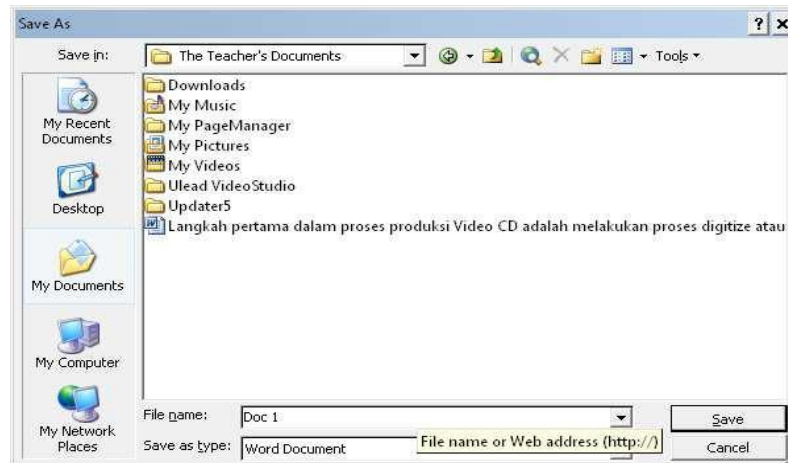 Save As
Save in:
The Teacher's Documents
Tools
My Recent
Documents
Desktop
My Documents
My Computer
My Network
Places
Downloads
My Music
My PageManager
My Pictures
My Videos
Ulead VideoStudio
Updater5
Langkah pertama dalam proses produksi Video CD adalah melakukan proses digitize atau
File name:
Doc 1
Save
Save as type:
Word Document
File name or Web address (http://)
Cancel